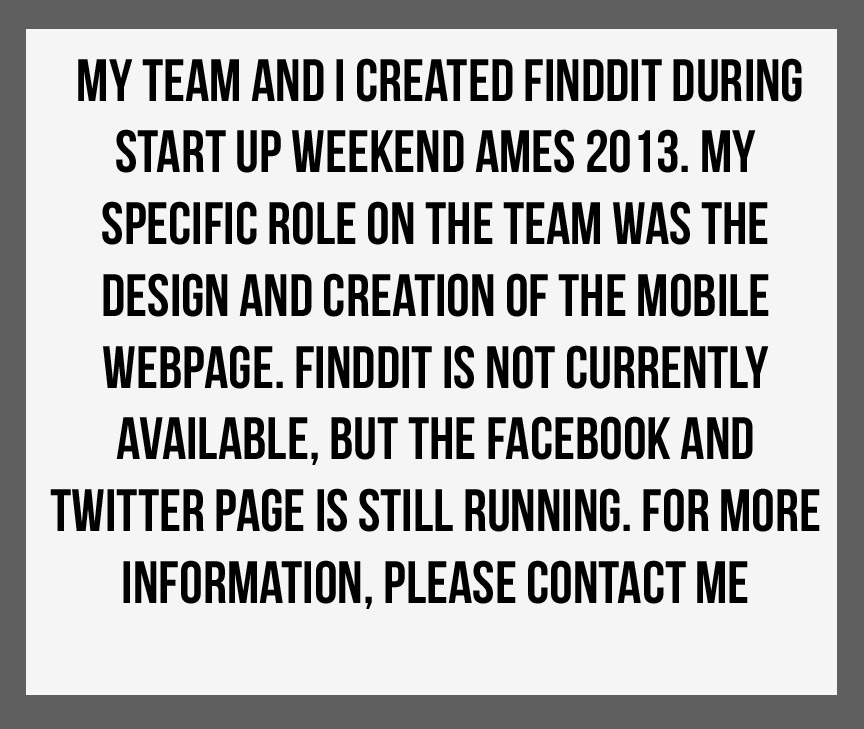 MY TEAM AND I CREATED FINDDIT DURING
START UP WEEKEND AMES 2013. MY
SPECIFIC ROLE ON THE TEAM WAS THE
DESIGN AND CREATION OF THE MOBILE
WEBPAGE. FINDDIT IS NOT CURRENTLY
AVAILABLE, BUT THE FACEBOOK AND
TWITTER PAGE IS STILL RUNNING. FOR MORE
INFORMATION, PLEASE CONTACT ME